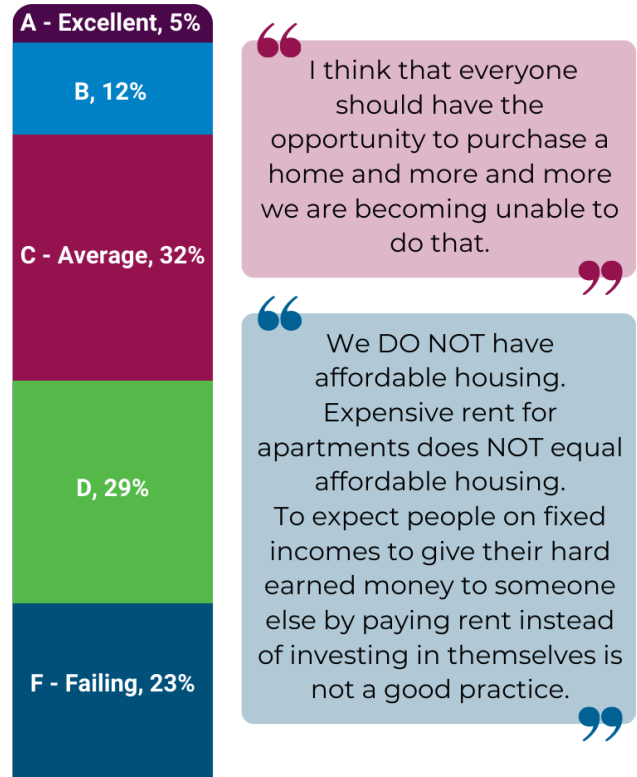 A - Excellent, 5%
B, 12%
C - Average, 32%
D, 29%
F - Failing, 23%
“
I think that everyone
should have the
opportunity to purchase a
home and more and more
we are becoming unable to
do that.
”
“
We DO NOT have
affordable housing.
Expensive rent for
apartments does NOT equal
affordable housing.
To expect people on fixed
incomes to give their hard
earned money to someone
else by paying rent instead
of investing in themselves is
not a good practice.
”